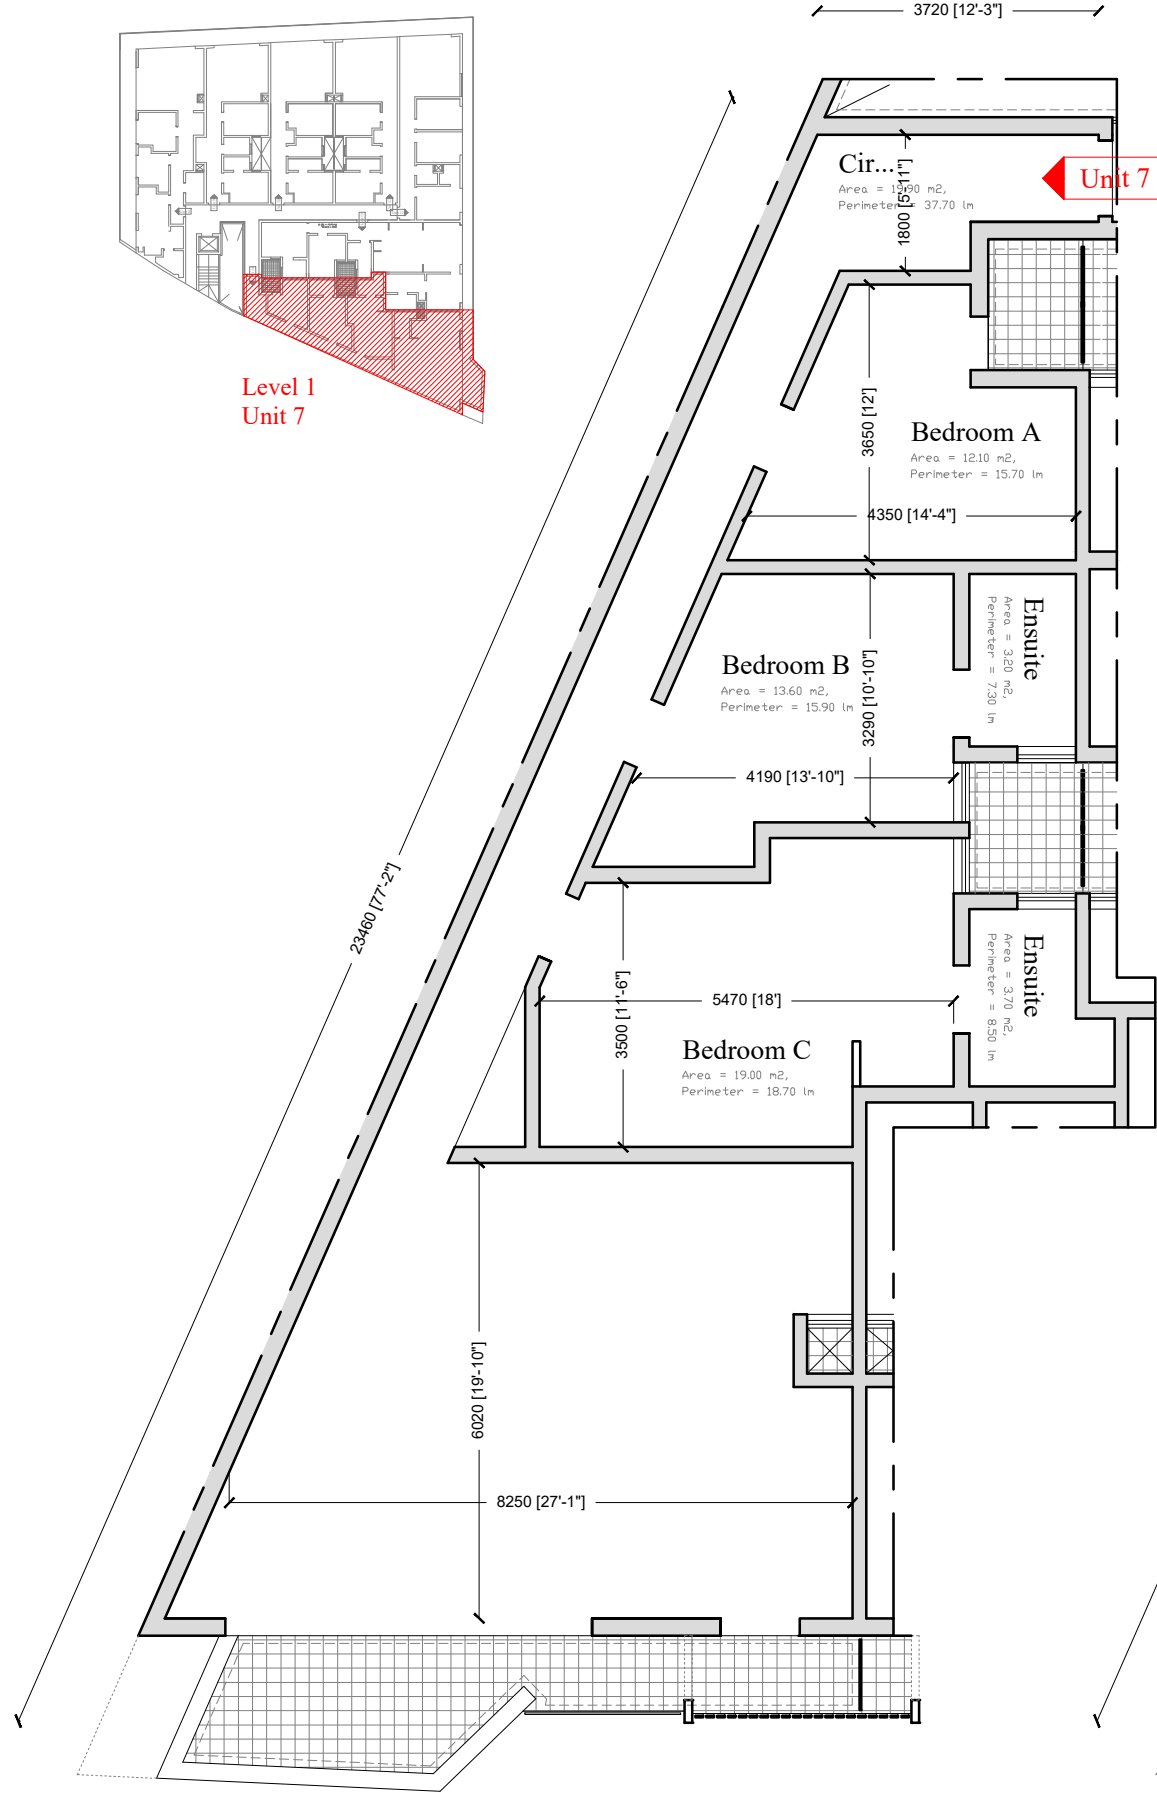 3720 [12'-3"]
Cir...
Area = 19.90 m2,
Perimeter = 37.70 lm
1800 [5'-11"]
Unit 7
Level 1
Unit 7
3650 [12']
Bedroom A
Area = 12.10 m2,
Perimeter = 15.70 lm
4350 [14'-4"]
Ensuite
Area = 3.20 m2,
Perimeter = 7.30 lm
Bedroom B
Area = 13.60 m2,
Perimeter = 15.90 lm
3290 [10'-10"]
4190 [13'-10"]
23460 [77'-2"]
Ensuite
Area = 3.70 m2,
Perimeter = 8.50 lm
5470 [18']
3500 [11'-6"]
Bedroom C
Area = 19.00 m2,
Perimeter = 18.70 lm
6020 [19'-10"]
8250 [27'-1"]